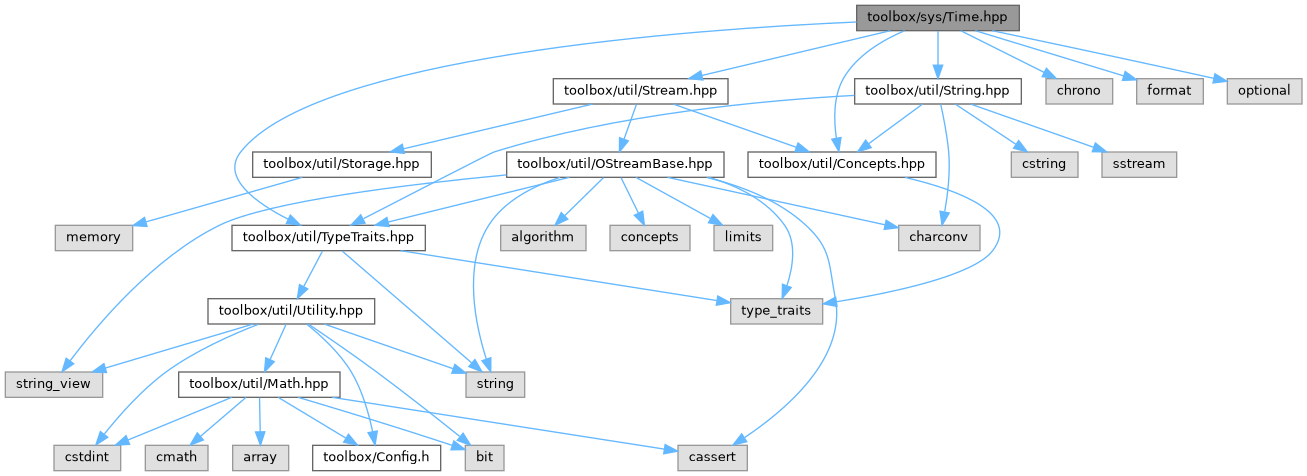 toolbox/sys/Time.hpp
toolbox/util/Stream.hpp
toolbox/util/String.hpp
chrono
format
optional
toolbox/util/Storage.hpp
toolbox/util/OStreamBase.hpp
toolbox/util/Concepts.hpp
cstring
sstream
memory
toolbox/util/TypeTraits.hpp
algorithm
concepts
limits
charconv
toolbox/util/Utility.hpp
type_traits
string_view
toolbox/util/Math.hpp
string
cstdint
cmath
array
toolbox/Config.h
bit
cassert